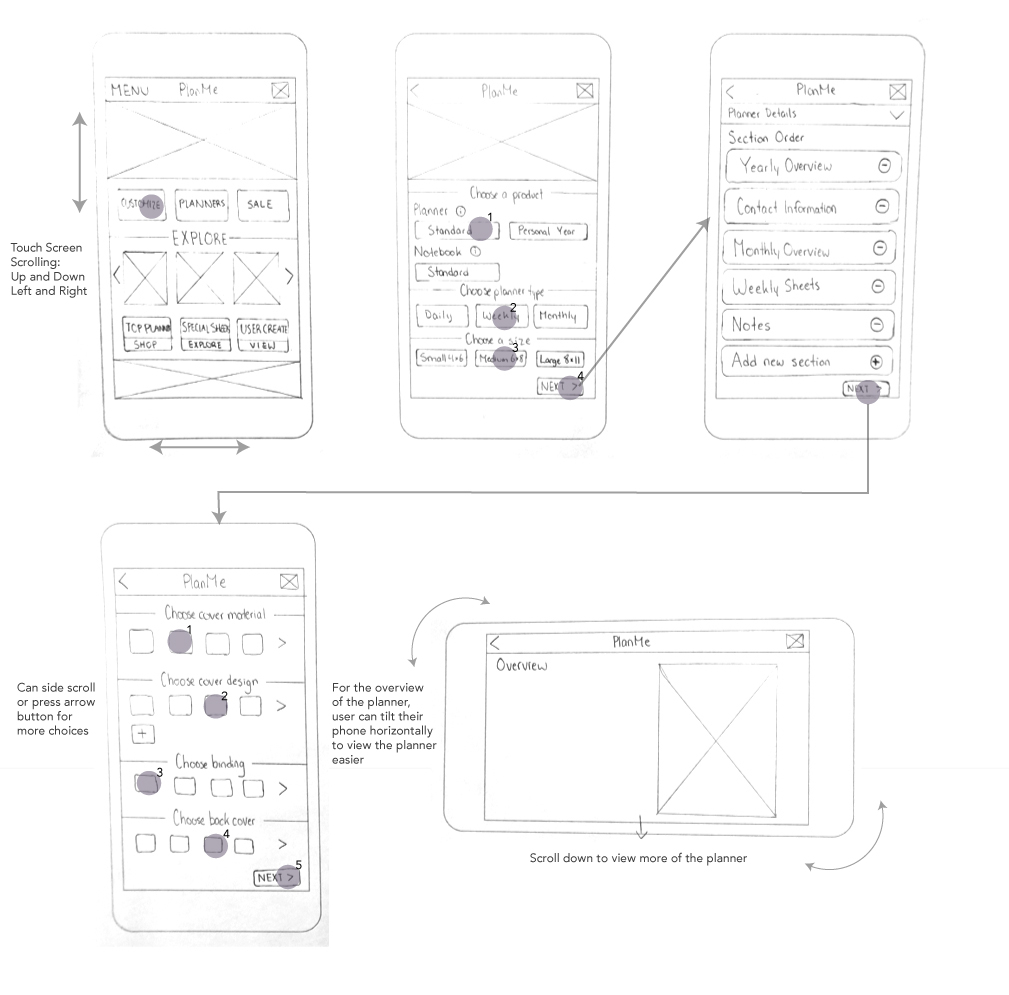 MENU PlanMe
CUSTOMIZE PLANNERS SALE
EXPLORE
TOP PLANNR SPECIAL SHEE USER CREATE
SHOP EXPLORE VIEW
Touch Screen
Scrolling:
Up and Down
Left and Right
< PlanMe
Choose a product
Planner
1
Standard Personal Year
Notebook
Standard
Choose planner type
2
Daily Weekly Monthly
Choose a size
3
Small 4x6 Medium 6x8 Large 8x11
4
NEXT >
< PlanMe
Planner Details
Section Order
Yearly Overview
Contact Information
Monthly Overview
Weekly Sheets
Notes
Add new section
NEXT >
< PlanMe
Choose cover material
1
Choose cover design
2
Choose binding
3
Choose back cover
4
5
NEXT >
Can side scroll
or press arrow
button for
more choices
For the overview
of the planner,
user can tilt their
phone horizontally
to view the planner
easier
< PlanMe
Overview
Scroll down to view more of the planner